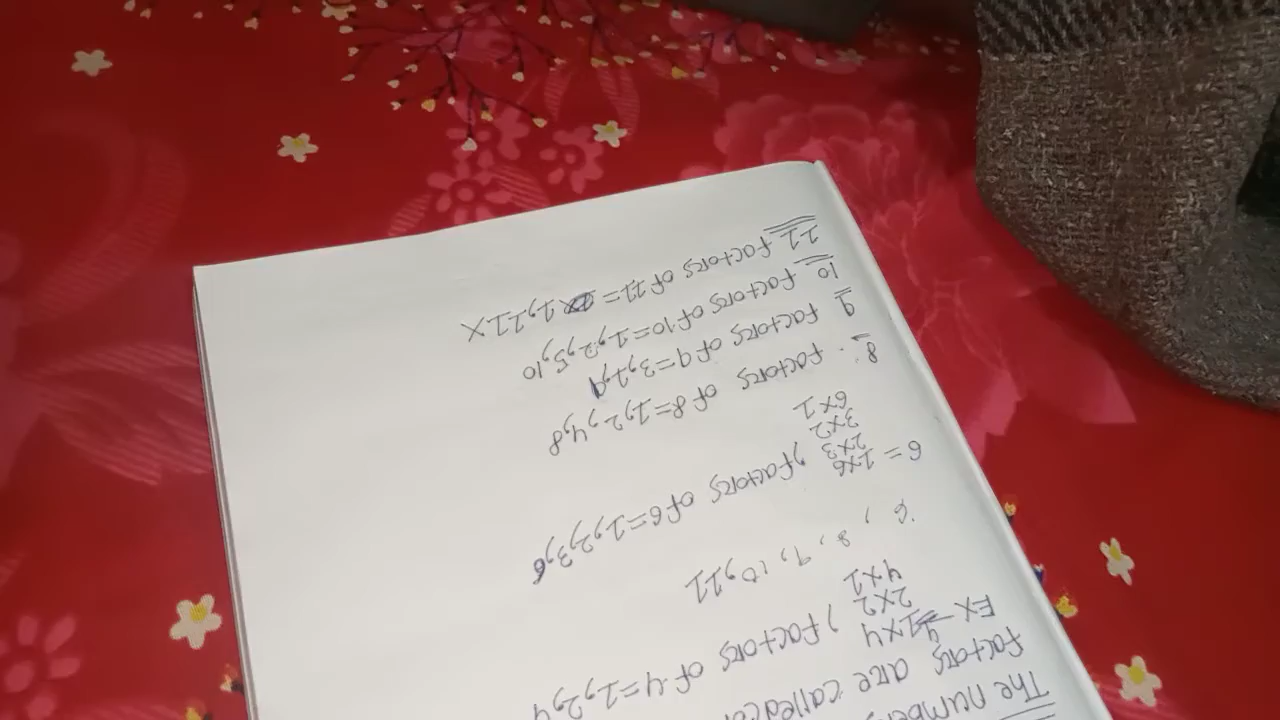 The number
factors are called co
EX 4 1x4
2x2 , factors of 4=1,2,4
4x1
6, 8, 9, 10, 11
6 = 1x6
2x3 , factors of 6=1,2,3,6
3x2
6x1
8. factors of 8=1,2,4,8
9 factors of 9=3,1,9
10 factors of 10=1,2,5,10
11 factors of 11= 1,11X